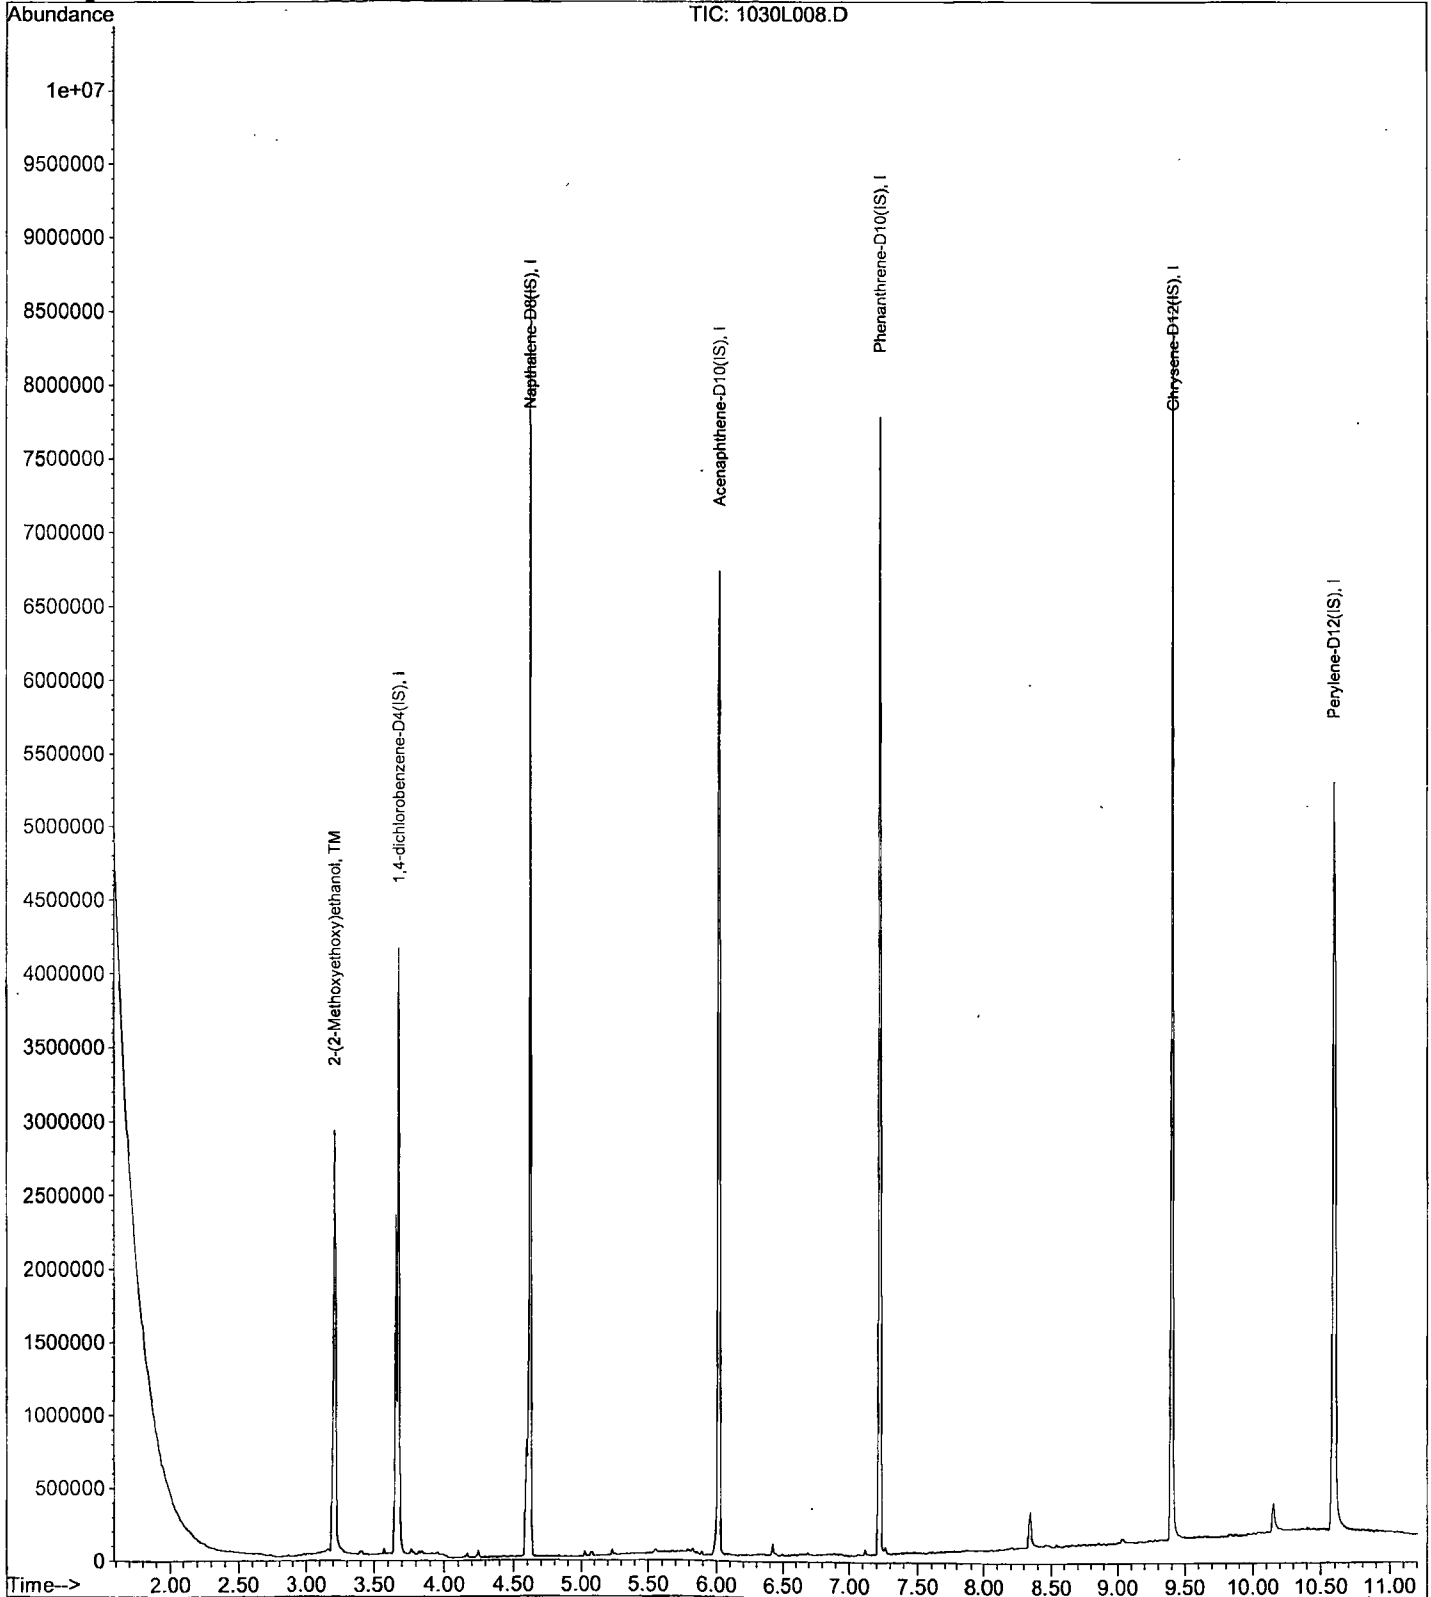 Abundance
TIC: 1030L008.D
1e+07
9500000
9000000
8500000
8000000
7500000
7000000
6500000
6000000
5500000
5000000
4500000
4000000
3500000
3000000
2500000
2000000
1500000
1000000
500000
0
2-(2-Methoxyethoxy)ethanol, TM
1,4-dichlorobenzene-D4(IS), I
Napthalene-D8(IS), I
Acenaphthene-D10(IS), I
Phenanthrene-D10(IS), I
Chrysene-D12(IS), I
Perylene-D12(IS), I
Time--> 2.00 2.50 3.00 3.50 4.00 4.50 5.00 5.50 6.00 6.50 7.00 7.50 8.00 8.50 9.00 9.50 10.00 10.50 11.00